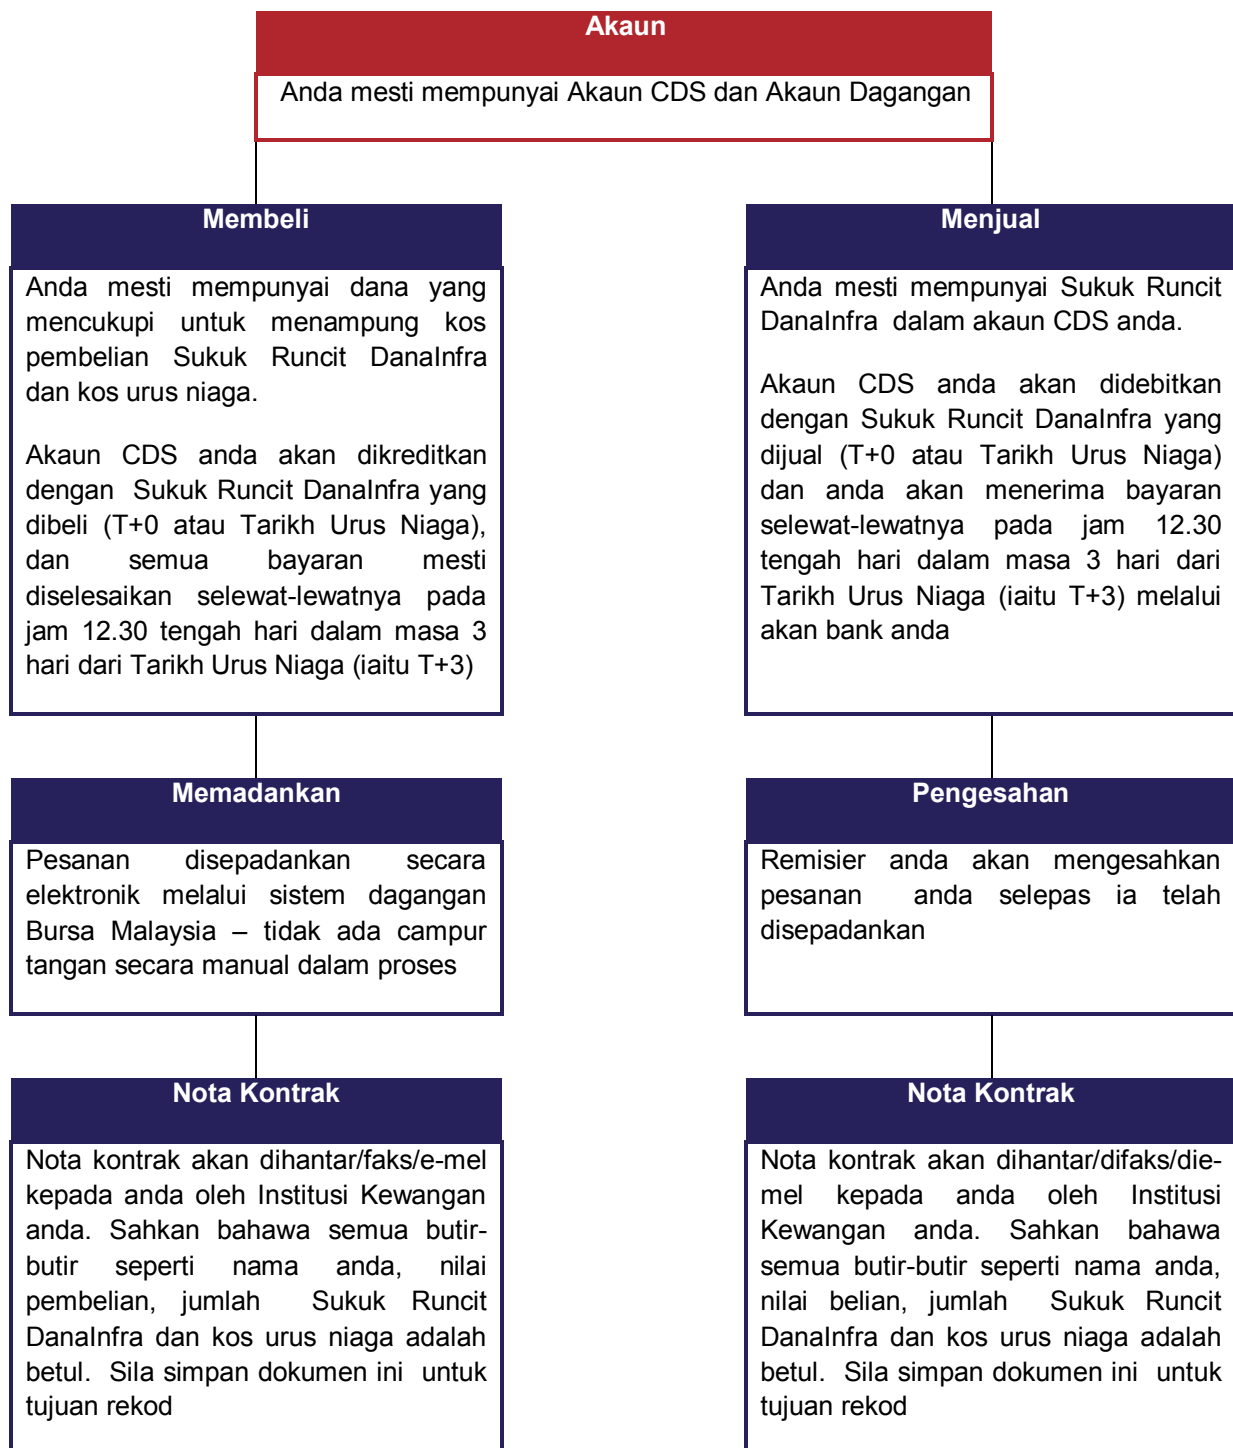 Akaun
Anda mesti mempunyai Akaun CDS dan Akaun Dagangan
Membeli
Anda mesti mempunyai dana yang
mencukupi untuk menampung kos
pembelian Sukuk Runcit DanaInfra
dan kos urus niaga.
Akaun CDS anda akan dikreditkan
dengan Sukuk Runcit DanaInfra yang
dibeli (T+0 atau Tarikh Urus Niaga),
dan semua bayaran mesti
diselesaikan selewat-lewatnya pada
jam 12.30 tengah hari dalam masa 3
hari dari Tarikh Urus Niaga (iaitu T+3)
Menjual
Anda mesti mempunyai Sukuk Runcit
DanaInfra dalam akaun CDS anda.
Akaun CDS anda akan didebitkan
dengan Sukuk Runcit DanaInfra yang
dijual (T+0 atau Tarikh Urus Niaga)
dan anda akan menerima bayaran
selewat-lewatnya pada jam 12.30
tengah hari dalam masa 3 hari dari
Tarikh Urus Niaga (iaitu T+3) melalui
akan bank anda
Memadankan
Pesanan disepadankan secara
elektronik melalui sistem dagangan
Bursa Malaysia – tidak ada campur
tangan secara manual dalam proses
Pengesahan
Remisier anda akan mengesahkan
pesanan anda selepas ia telah
disepadankan
Nota Kontrak
Nota kontrak akan dihantar/faks/e-mel
kepada anda oleh Institusi Kewangan
anda. Sahkan bahawa semua butir-
butir seperti nama anda, nilai
pembelian, jumlah Sukuk Runcit
DanaInfra dan kos urus niaga adalah
betul. Sila simpan dokumen ini untuk
tujuan rekod
Nota Kontrak
Nota kontrak akan dihantar/difaks/die-
mel kepada anda oleh Institusi
Kewangan anda. Sahkan bahawa
semua butir-butir seperti nama anda,
nilai belian, jumlah Sukuk Runcit
DanaInfra dan kos urus niaga adalah
betul. Sila simpan dokumen ini untuk
tujuan rekod